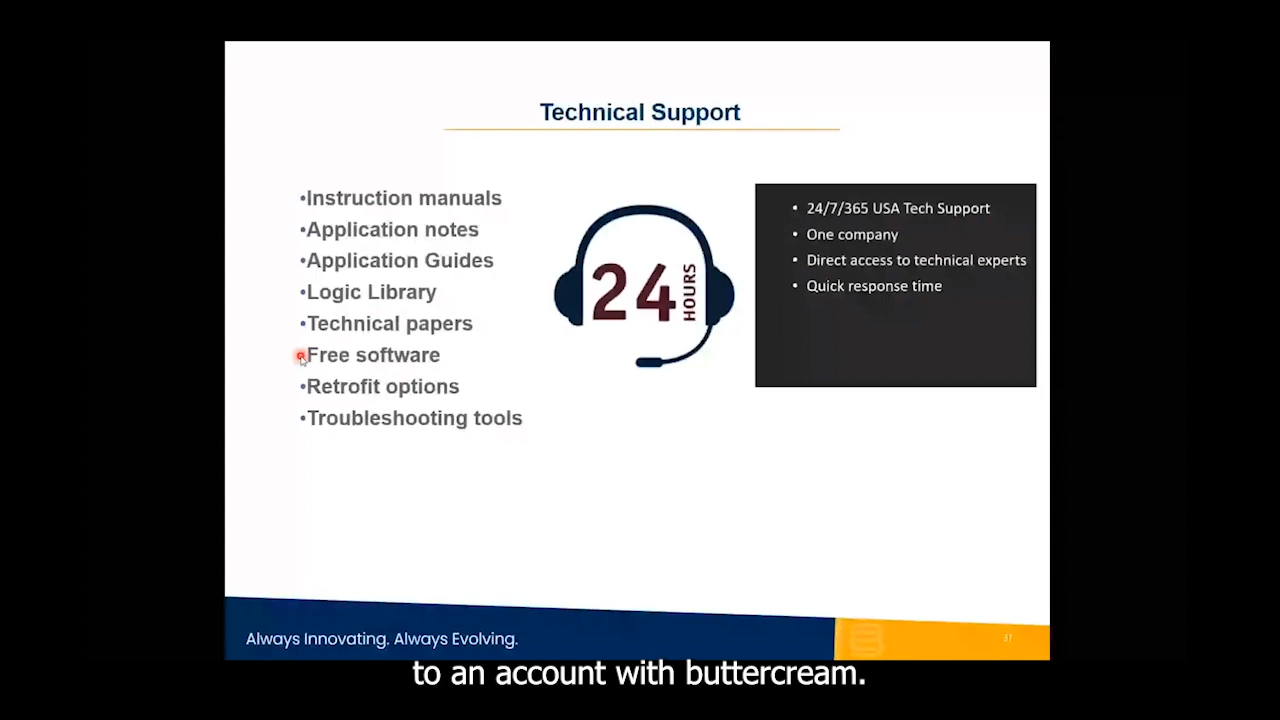 Technical Support
•Instruction manuals
•Application notes
•Application Guides
•Logic Library
•Technical papers
•Free software
•Retrofit options
•Troubleshooting tools
24 HOURS
• 24/7/365 USA Tech Support
• One company
• Direct access to technical experts
• Quick response time
Always Innovating. Always Evolving.
31
to an account with buttercream.